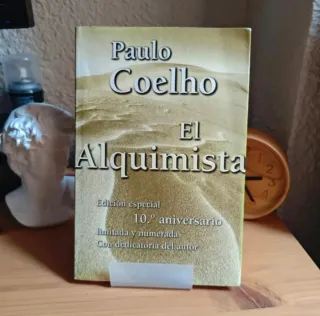 Paulo
Coelho
El
Alquimista
Edición especial
10.º aniversario
limitada y numerada
Con dedicatoria del autor